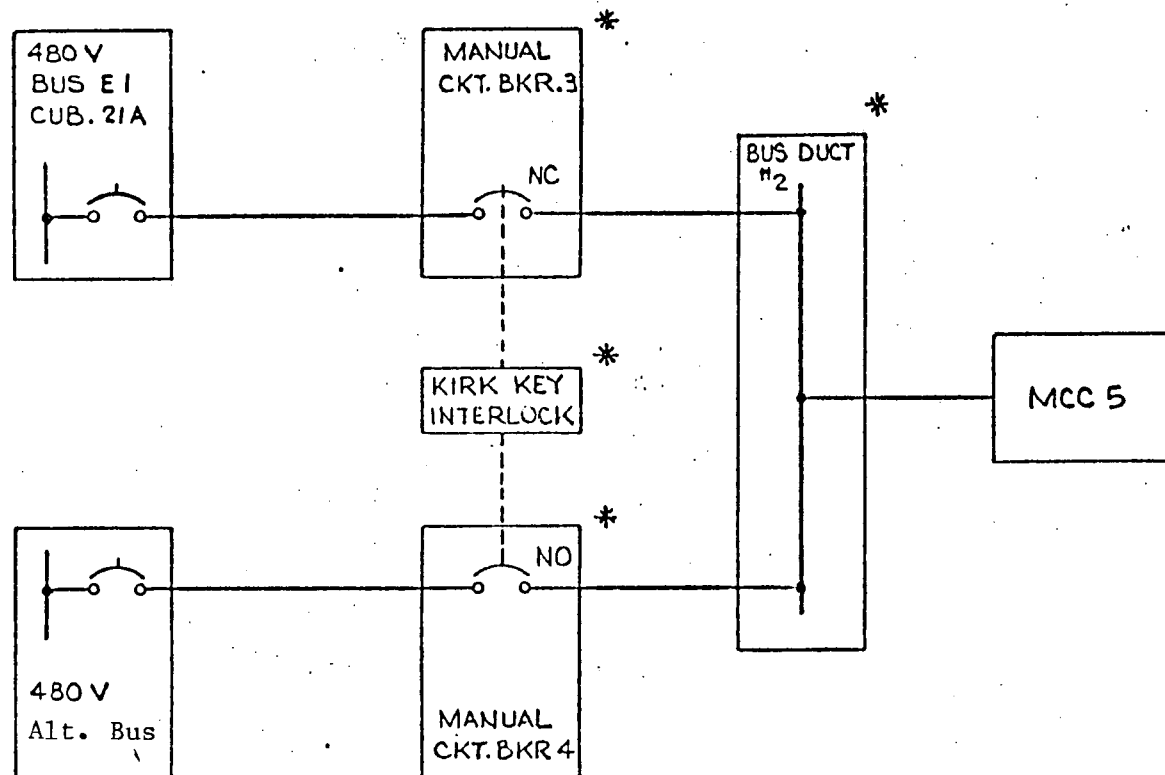 480 V
BUS E1
CUB. 21A
MANUAL
CKT. BKR. 3
*
NC
BUS DUCT
#2
*
KIRK KEY
INTERLOCK
*
MCC 5
*
NO
480 V
Alt. Bus
MANUAL
CKT. BKR 4